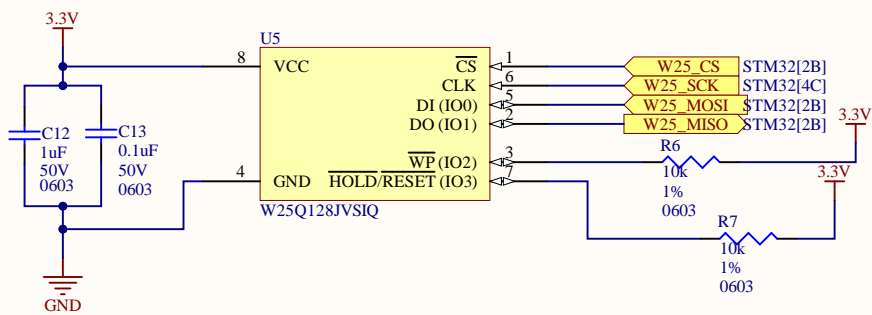 3.3V
U5
8
VCC
CS
1
W25_CS
STM32[2B]
CLK
6
W25_SCK
STM32[4C]
DI (IO0)
5
W25_MOSI
STM32[2B]
DO (IO1)
2
W25_MISO
STM32[2B]
3.3V
C12
1uF
50V
0603
C13
0.1uF
50V
0603
WP (IO2)
3
R6
10k
1%
0603
4
GND
HOLD/RESET (IO3)
7
3.3V
W25Q128JVSIQ
R7
10k
1%
0603
GND